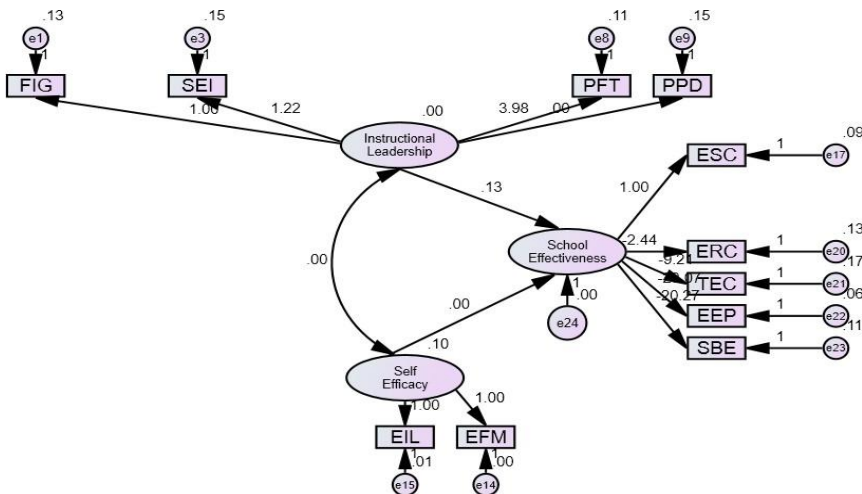 .13
.15
.11
.15
e1
e3
e8
e9
1
1
1
1
FIG
SEI
PFT
PPD
1.00
1.22
.00
3.98
.00
Instructional
Leadership
.09
ESC
1
e17
1.00
.13
.13
School
Effectiveness
-2.44
ERC
1
e20
.17
-9.21
TEC
1
e21
.06
EEP
1
e22
.11
-20.27
SBE
1
e23
1
.00
e24
.00
.00
.10
Self
Efficacy
1.00
1.00
EIL
EFM
1
.01
1
.00
e15
e14